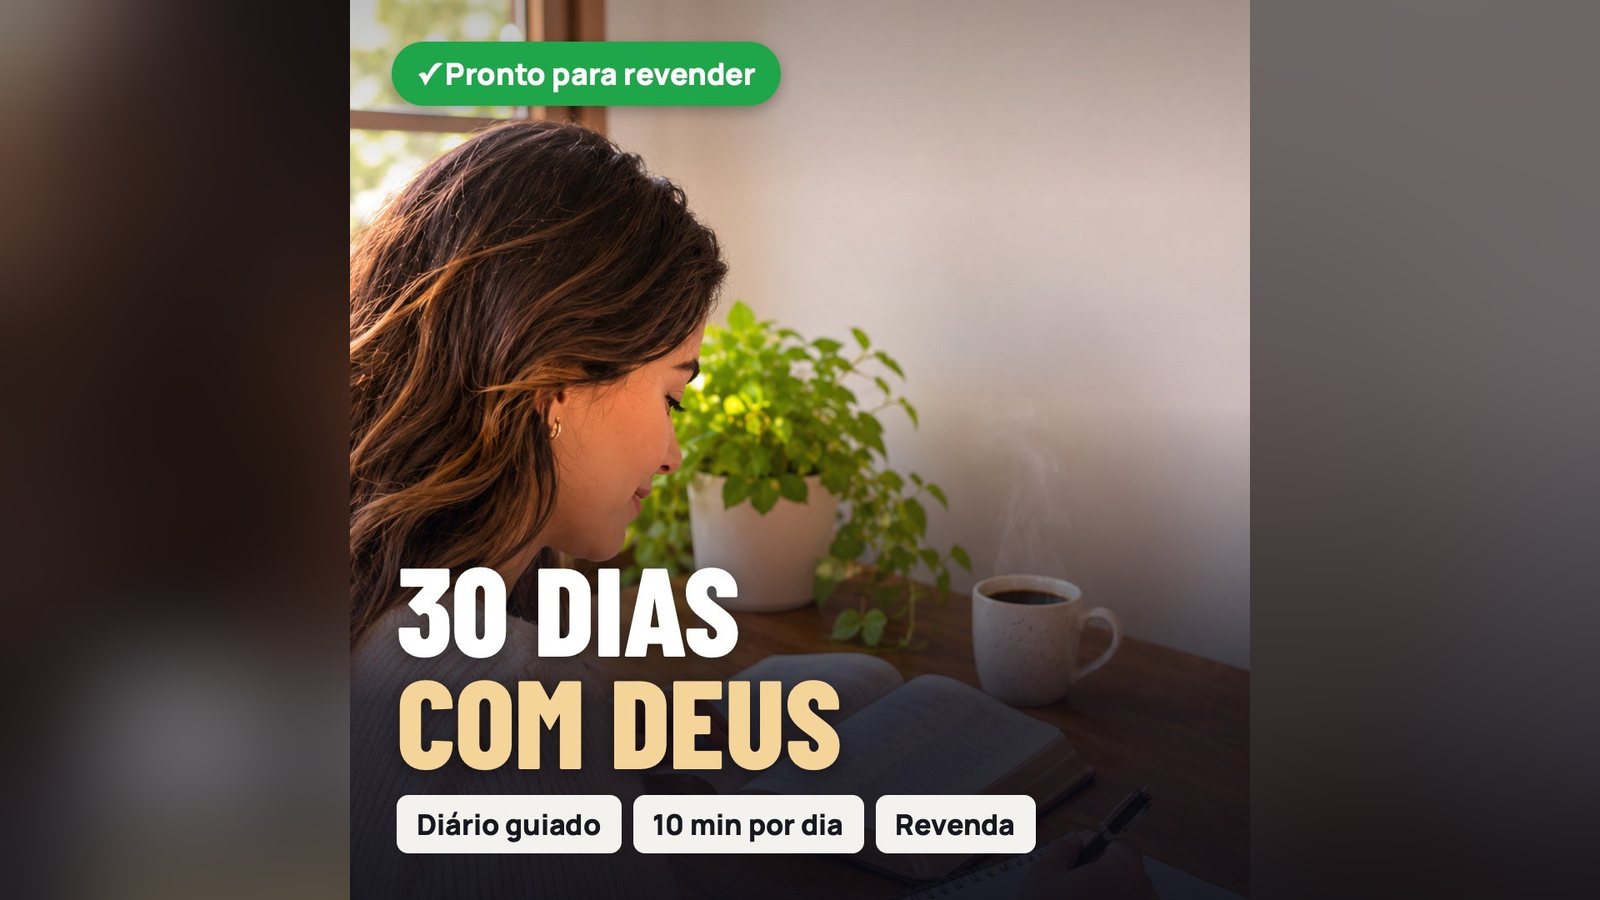 ✓Pronto para revender
30 DIAS
COM DEUS
Diário guiado
10 min por dia
Revenda